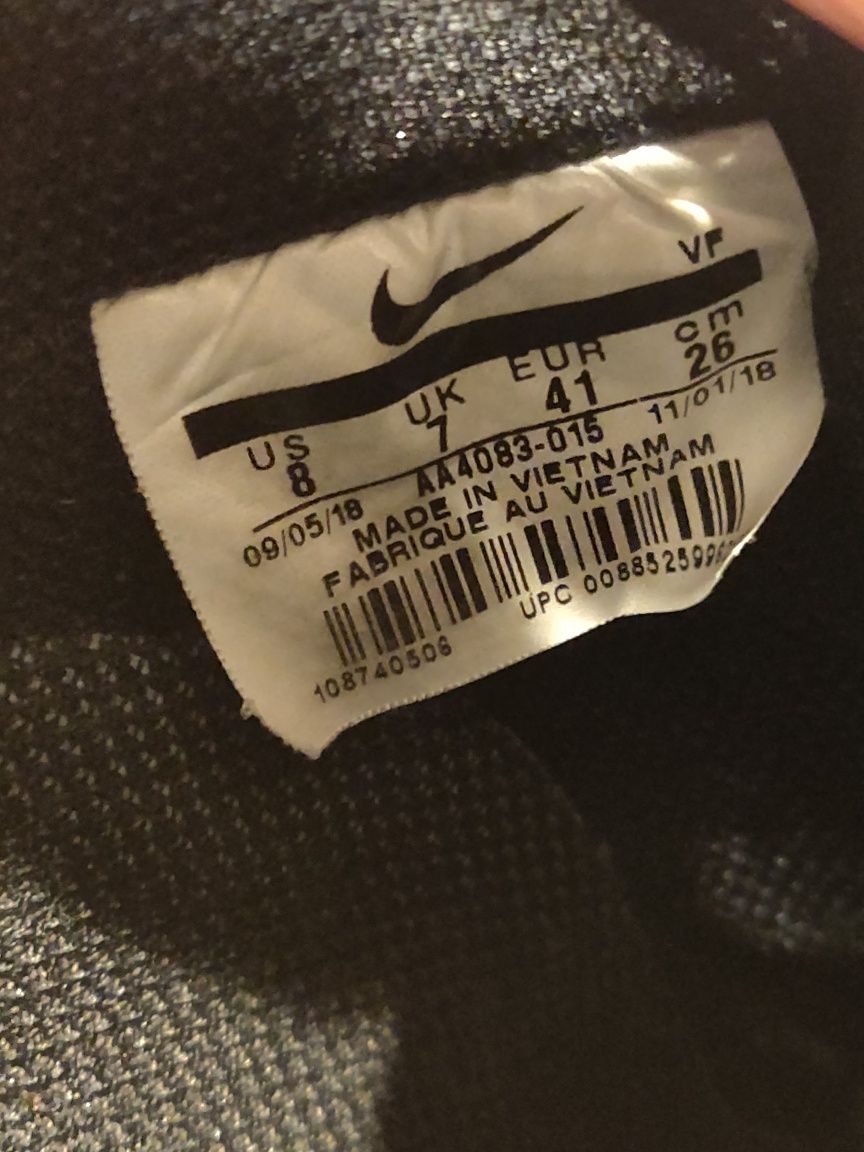 VF
US UK EUR cm
8 7 41 26
09/05/18 AA4083-015 11/01/18
MADE IN VIETNAM
FABRIQUE AU VIETNAM
108740506 UPC